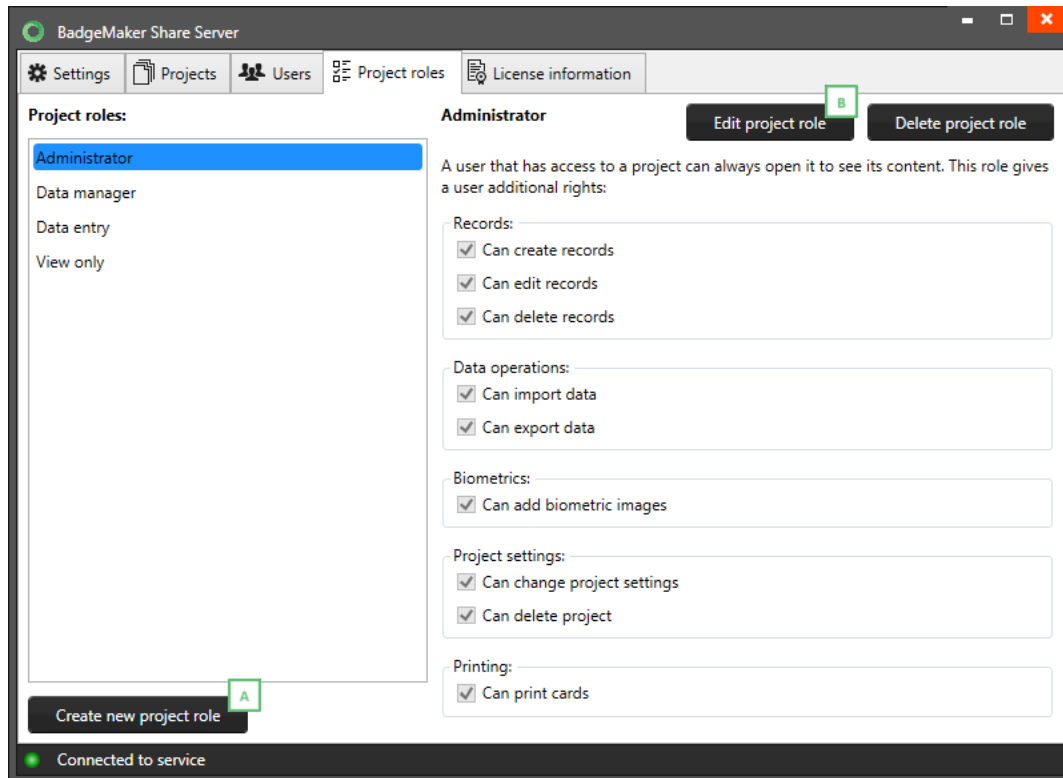 BadgeMaker Share Server
Settings
Projects
Users
Project roles
License information
Project roles:
Administrator
Data manager
Data entry
View only
A
Create new project role
Administrator
B
Edit project role
Delete project role
A user that has access to a project can always open it to see its content. This role gives
a user additional rights:
Records:
Can create records
Can edit records
Can delete records
Data operations:
Can import data
Can export data
Biometrics:
Can add biometric images
Project settings:
Can change project settings
Can delete project
Printing:
Can print cards
Connected to service